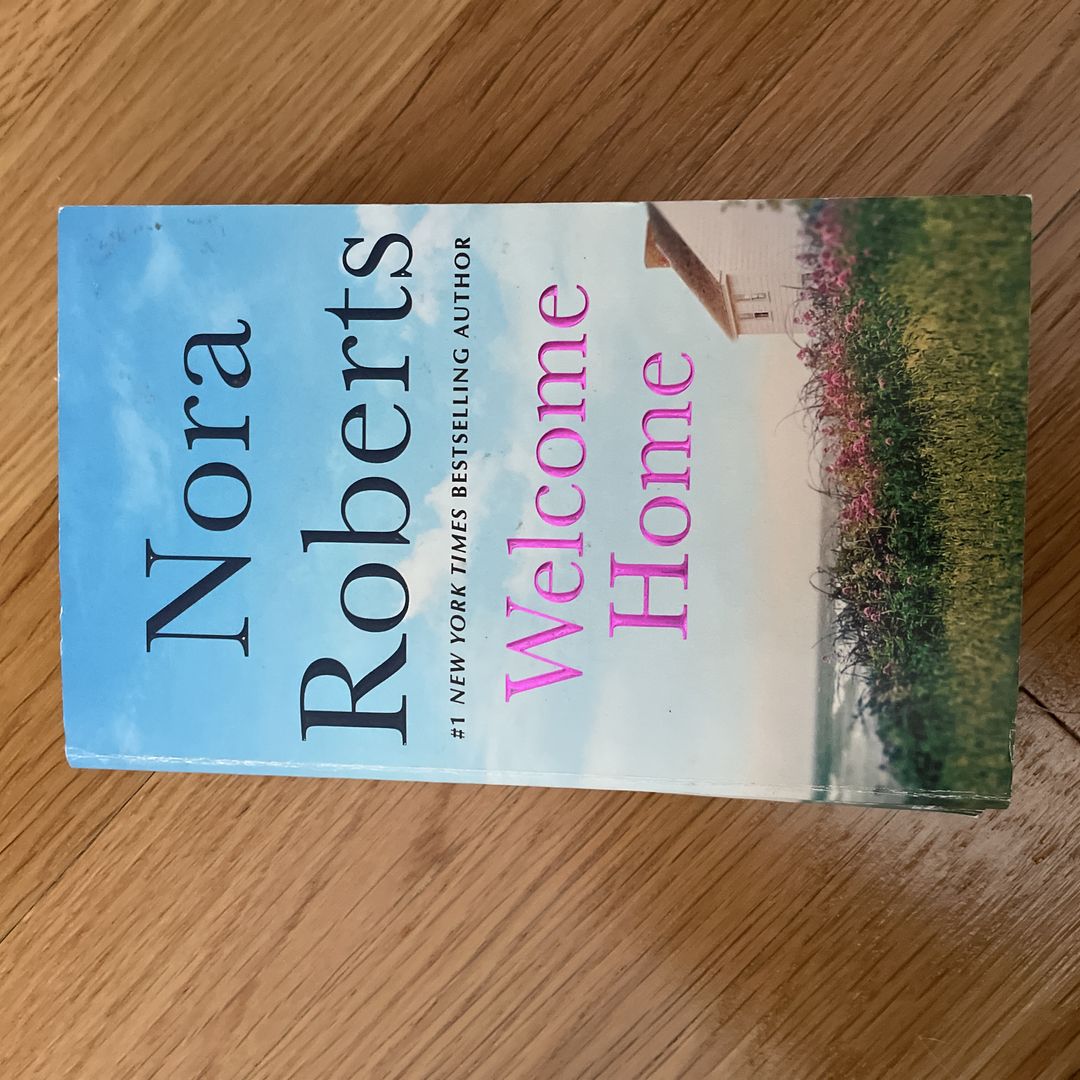 Nora
Roberts
#1 NEW YORK TIMES BESTSELLING AUTHOR
Welcome
Home